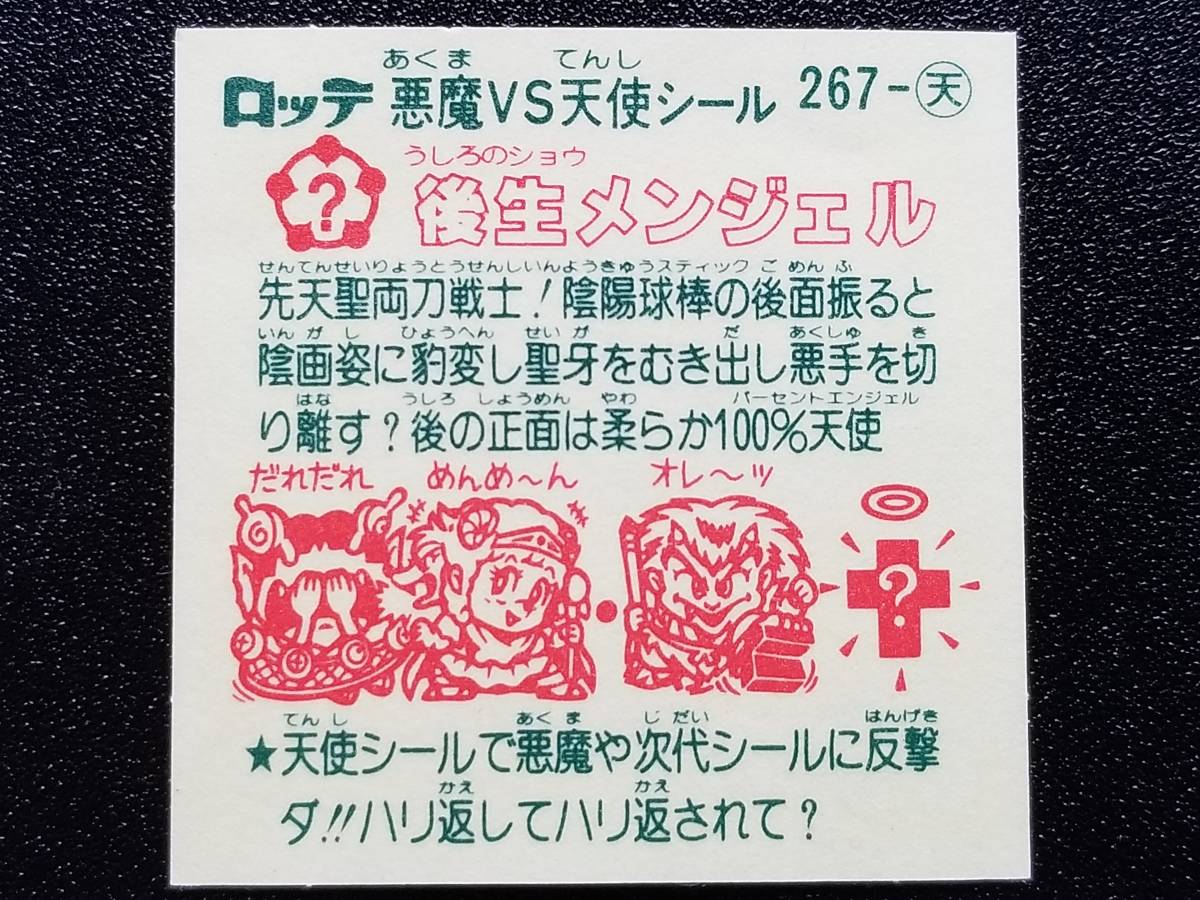 あくま てんし
ロッテ 悪魔VS天使シール 267-天
うしろのショウ
? 後生メンジェル
せんてんせいりょうとうせんしいんようきゅうスティック ご めん ふ
先天聖両刀戦士!陰陽球棒の後面振ると
いん が し ひょうへん せい が だ あくしゅ き
陰画姿に豹変し聖牙をむき出し悪手を切
はな うしろ しょうめん やわ パーセントエンジェル
り離す?後の正面は柔らか100%天使
だれだれ めんめ〜ん オレ〜ッ
?
てんし あくま じだい はんげき
★天使シールで悪魔や次代シールに反撃
かえ かえ
ダ!!ハリ返してハリ返されて?